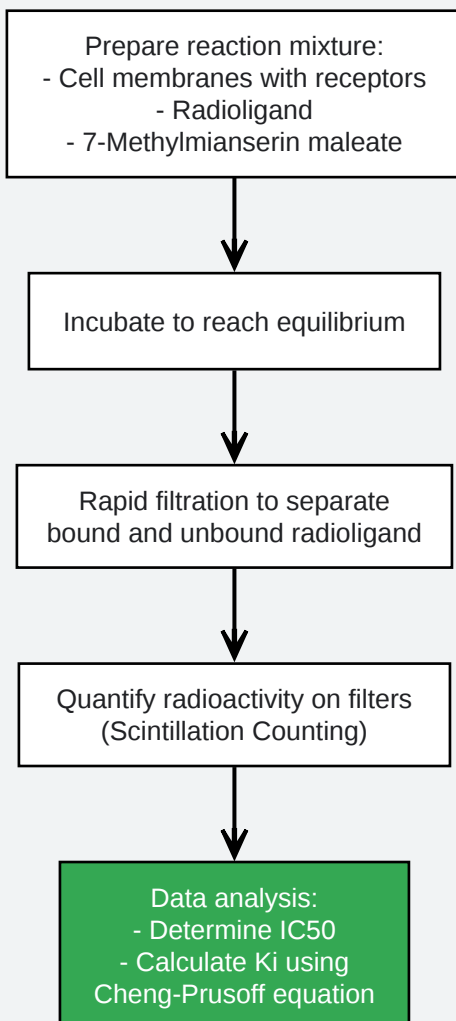 Prepare reaction mixture:
- Cell membranes with receptors
- Radioligand
- 7-Methylmianserin maleate
Incubate to reach equilibrium
Rapid filtration to separate
bound and unbound radioligand
Quantify radioactivity on filters
(Scintillation Counting)
Data analysis:
- Determine IC50
- Calculate Ki using
Cheng-Prusoff equation